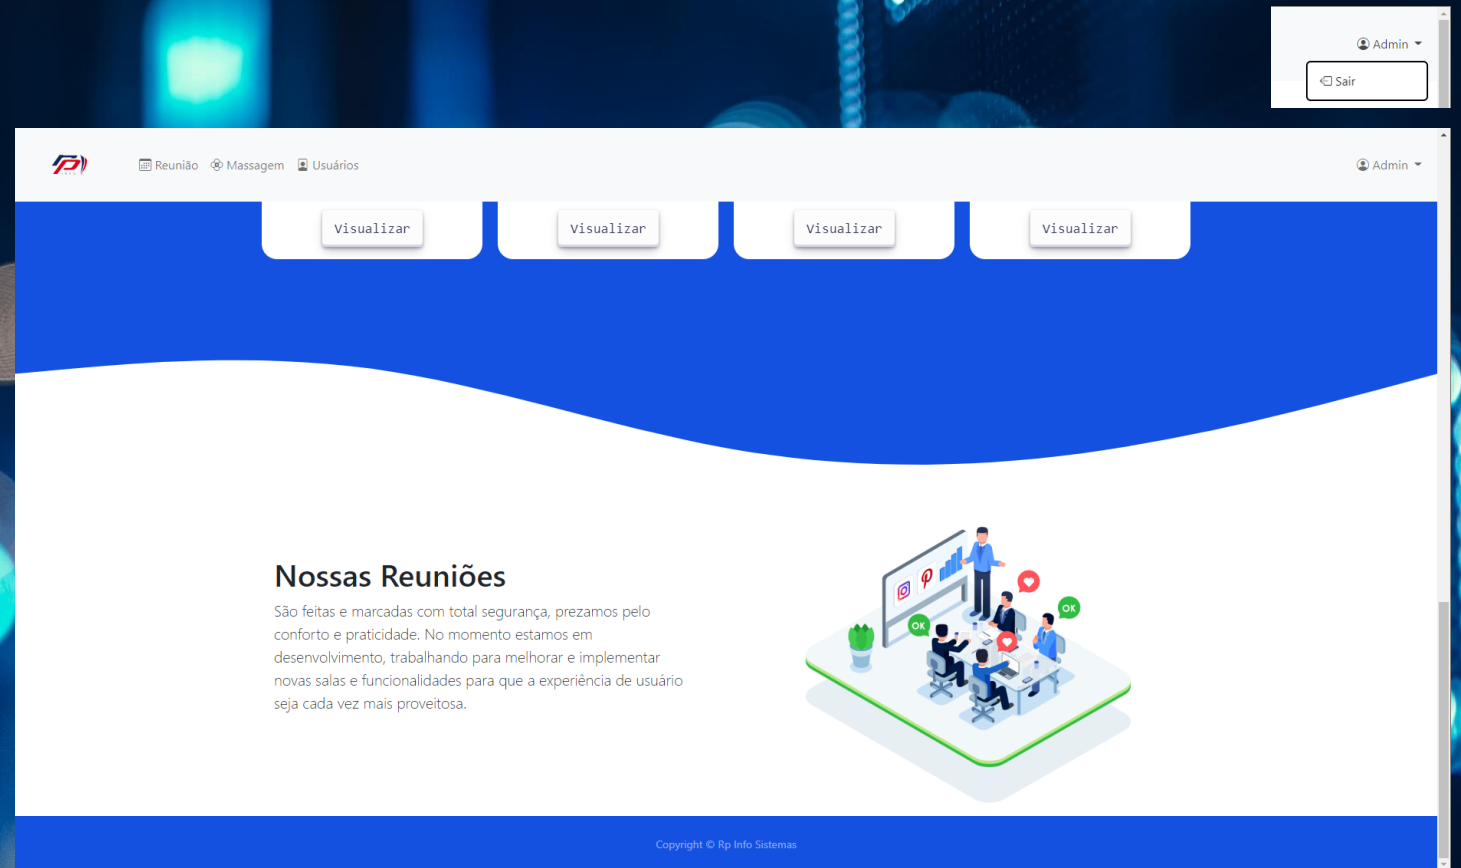 Admin
Sair
Reunião Massagem Usuários Admin
Visualizar Visualizar Visualizar Visualizar
Nossas Reuniões
São feitas e marcadas com total segurança, prezamos pelo
conforto e praticidade. No momento estamos em
desenvolvimento, trabalhando para melhorar e implementar
novas salas e funcionalidades para que a experiência de usuário
seja cada vez mais proveitosa.
OK
OK
Copyright © Rp Info Sistemas